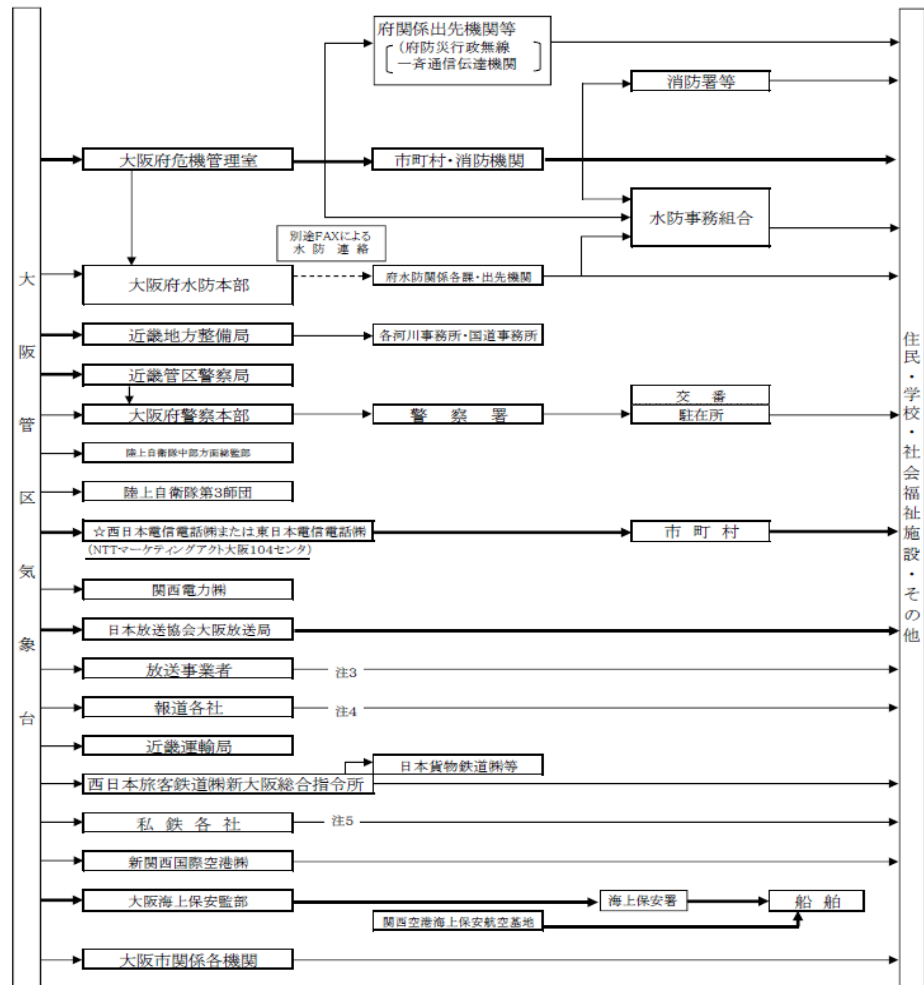 大阪管区気象台
府関係出先機関等
(府防災行政無線
一斉通信伝達機関)
消防署等
大阪府危機管理室
市町村・消防機関
水防事務組合
別途FAXによる
水防連絡
大阪府水防本部
府水防関係各課・出先機関
近畿地方整備局
各河川事務所・国道事務所
近畿管区警察局
大阪府警察本部
警察署
交番
駐在所
陸上自衛隊中部方面総監部
陸上自衛隊第3師団
☆西日本電信電話㈱または東日本電信電話㈱
(NTTマーケティングアクト大阪104センタ)
市町村
関西電力㈱
日本放送協会大阪放送局
放送事業者
注3
報道各社
注4
近畿運輸局
日本貨物鉄道㈱等
西日本旅客鉄道㈱新大阪総合指令所
私鉄各社
注5
新関西国際空港㈱
大阪海上保安監部
海上保安署
船舶
関西空港海上保安航空基地
大阪市関係各機関
住民・学校・社会福祉施設・その他